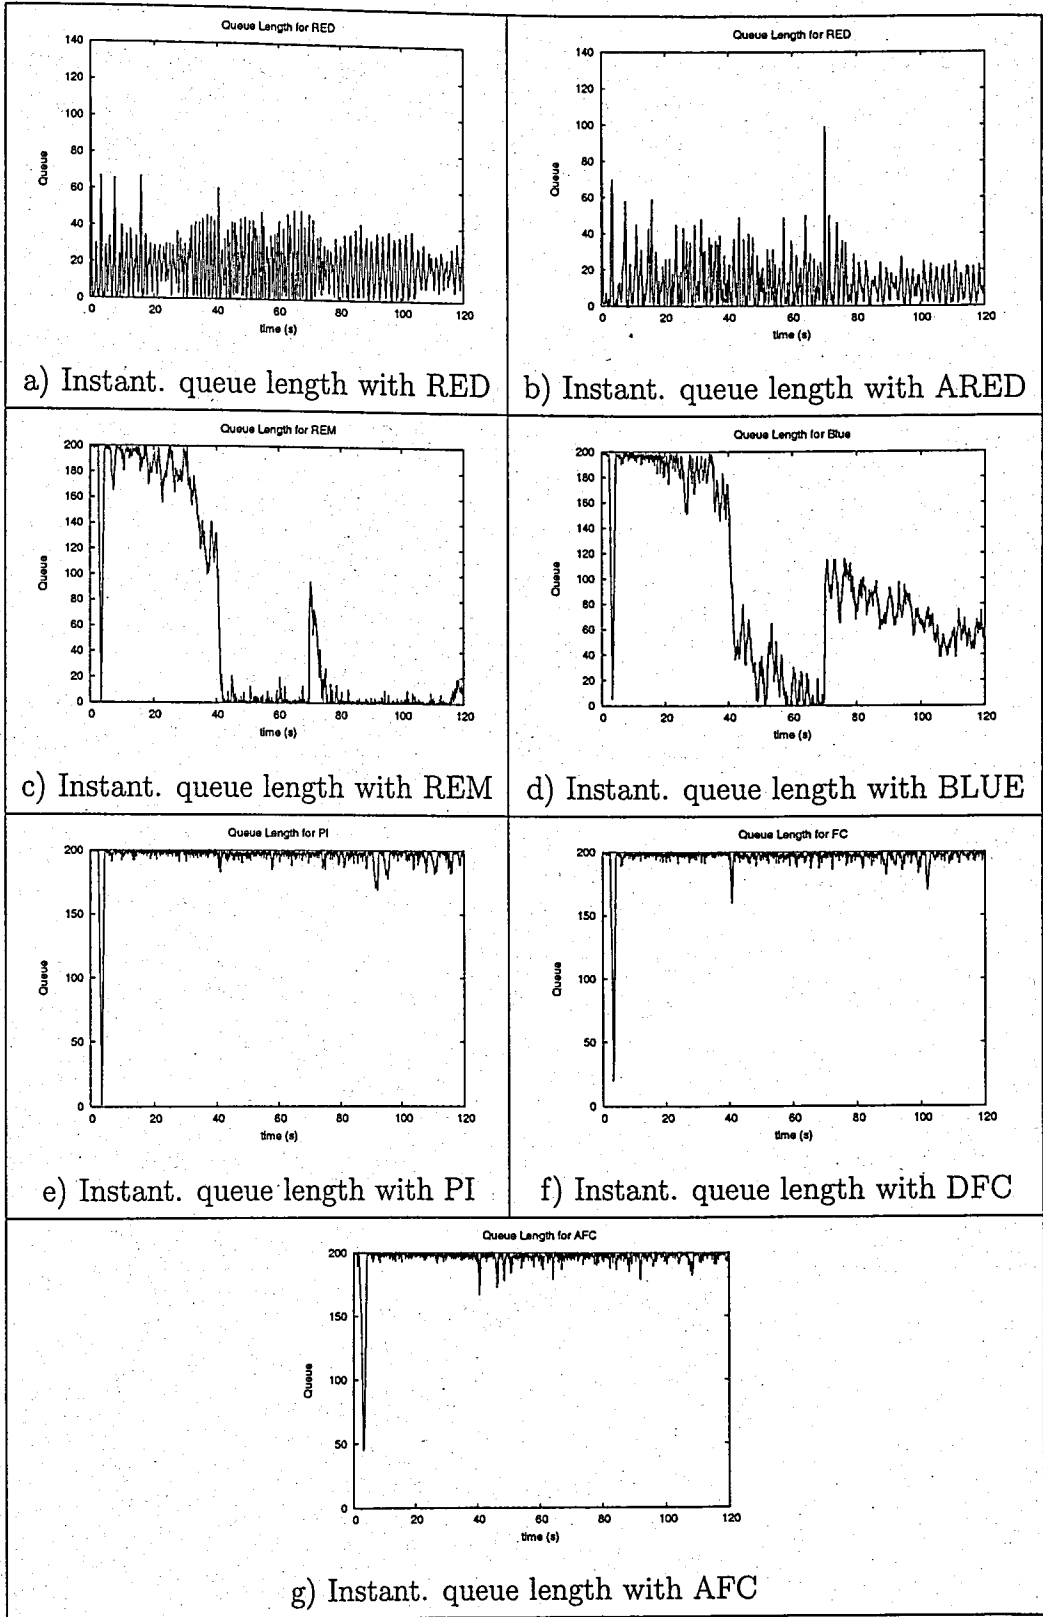 Queue Length for RED
140
120
100
80
60
40
20
0
Queue
0 20 40 60 80 100 120
time (s)
a) Instant. queue length with RED
Queue Length for RED
140
120
100
80
60
40
20
0
Queue
0 20 40 60 80 100 120
time (s)
b) Instant. queue length with ARED
Queue Length for REM
200
180
160
140
120
100
80
60
40
20
0
Queue
0 20 40 60 80 100 120
time (s)
c) Instant. queue length with REM
Queue Length for Blue
200
180
160
140
120
100
80
60
40
20
0
Queue
0 20 40 60 80 100 120
time (s)
d) Instant. queue length with BLUE
Queue Length for PI
200
150
100
50
0
Queue
0 20 40 60 80 100 120
time (s)
e) Instant. queue length with PI
Queue Length for FC
200
150
100
50
0
Queue
0 20 40 60 80 100 120
time (s)
f) Instant. queue length with DFC
Queue Length for AFC
200
150
100
50
0
Queue
0 20 40 60 80 100 120
time (s)
g) Instant. queue length with AFC